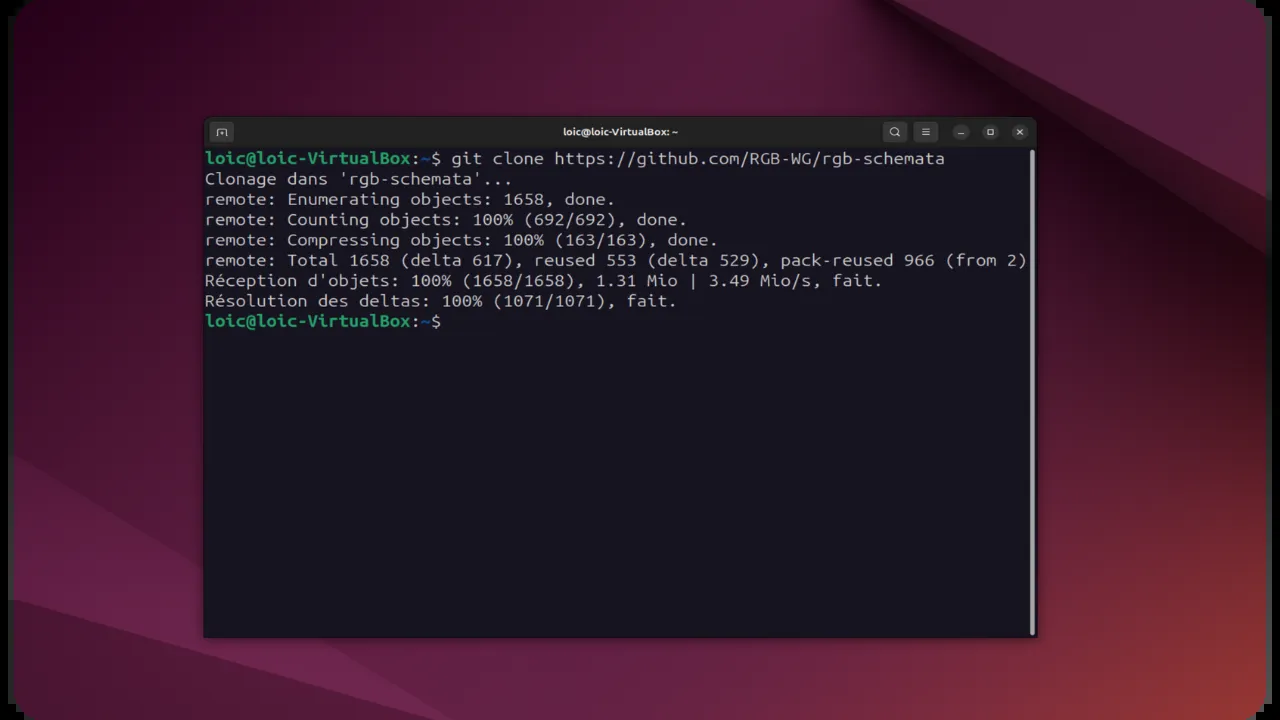 loic@loic-VirtualBox: ~
loic@loic-VirtualBox:~$ git clone https://github.com/RGB-WG/rgb-schemata
Clonage dans 'rgb-schemata'...
remote: Enumerating objects: 1658, done.
remote: Counting objects: 100% (692/692), done.
remote: Compressing objects: 100% (163/163), done.
remote: Total 1658 (delta 617), reused 553 (delta 529), pack-reused 966 (from 2)
Réception d'objets: 100% (1658/1658), 1.31 Mio | 3.49 Mio/s, fait.
Résolution des deltas: 100% (1071/1071), fait.
loic@loic-VirtualBox:~$